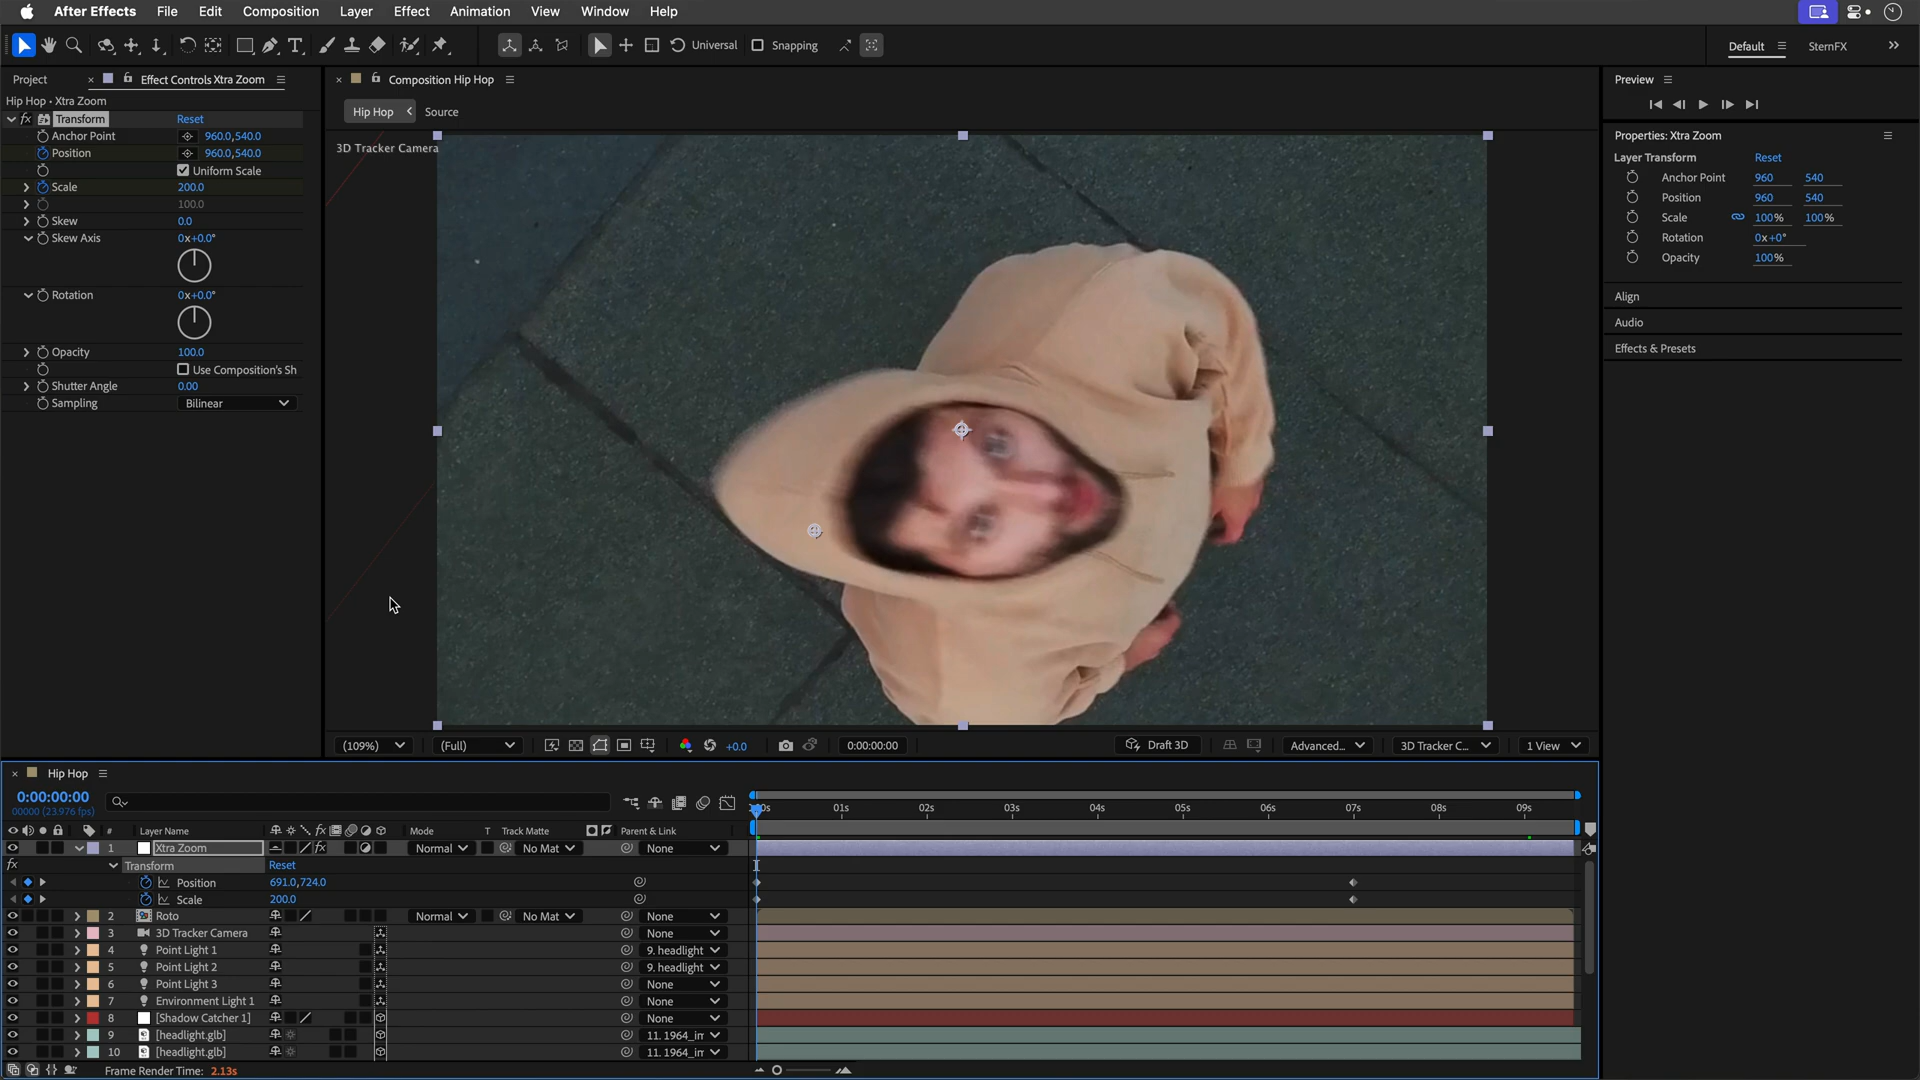 After Effects File Edit Composition Layer Effect Animation View Window Help
Universal Snapping Default SternFX
Project Effect Controls Xtra Zoom
Hip Hop • Xtra Zoom
fx Transform Reset
Anchor Point 960.0,540.0
Position 960.0,540.0
Uniform Scale
Scale 200.0
100.0
Skew 0.0
Skew Axis 0x+0.0°
Rotation 0x+0.0°
Opacity 100.0
Use Composition's Sh
Shutter Angle 0.00
Sampling Bilinear
Composition Hip Hop
Hip Hop Source
3D Tracker Camera
(109%) (Full) +0.0 0:00:00:00 Draft 3D Advanced... 3D Tracker C... 1 View
Preview
Properties: Xtra Zoom
Layer Transform Reset
Anchor Point 960 540
Position 960 540
Scale 100% 100%
Rotation 0x+0°
Opacity 100%
Align
Audio
Effects & Presets
Hip Hop
0:00:00:00
00000 (23.976 fps)
01s 02s 03s 04s 05s 06s 07s 08s 09s
# Layer Name fx Mode T Track Matte Parent & Link
1 Xtra Zoom fx Normal No Mat None
fx Transform Reset
Position 691.0,724.0
Scale 200.0
2 Roto Normal No Mat None
3 3D Tracker Camera None
4 Point Light 1 9. headlight
5 Point Light 2 9. headlight
6 Point Light 3 None
7 Environment Light 1 None
8 [Shadow Catcher 1] None
9 [headlight.glb] 11. 1964_im
10 [headlight.glb] 11. 1964_im
Frame Render Time: 2.13s